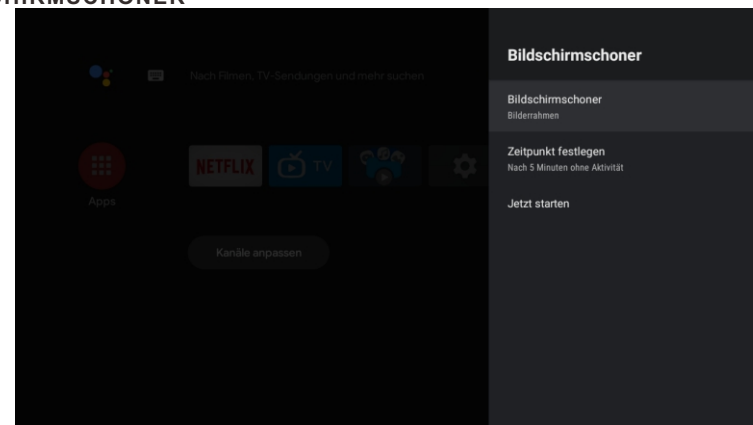 HIRMSCHONER
Bildschirmschoner
Nach Filmen, TV-Sendungen und mehr suchen
Bildschirmschoner
Bilderrahmen
Zeitpunkt festlegen
Nach 5 Minuten ohne Aktivität
NETFLIX
TV
Apps
Jetzt starten
Kanäle anpassen